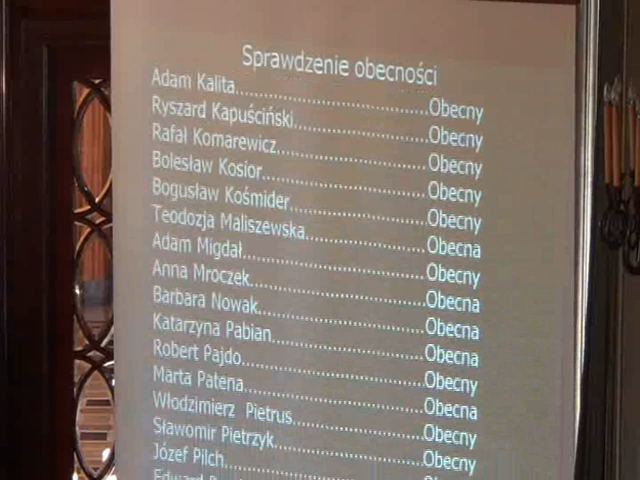 Sprawdzenie obecności
Adam Kalita..............................Obecny
Ryszard Kapuściński..............................Obecny
Rafał Komarewicz..............................Obecny
Bolesław Kosior..............................Obecny
Bogusław Kośmider..............................Obecny
Teodozja Maliszewska..............................Obecna
Adam Migdał..............................Obecny
Anna Mroczek..............................Obecna
Barbara Nowak..............................Obecna
Katarzyna Pabian..............................Obecna
Robert Pajdo..............................Obecny
Marta Patena..............................Obecna
Włodzimierz Pietrus..............................Obecny
Sławomir Pietrzyk..............................Obecny
Józef Pilch..............................